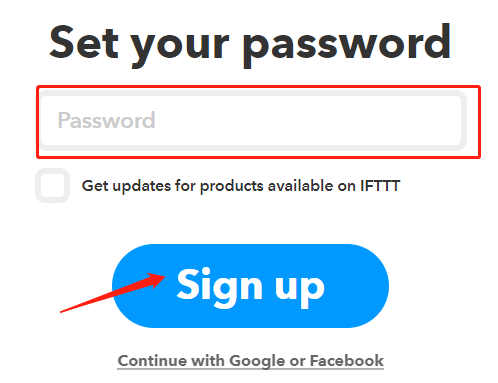 Set your password
Password
Get updates for products available on IFTTT
Sign up
Continue with Google or Facebook